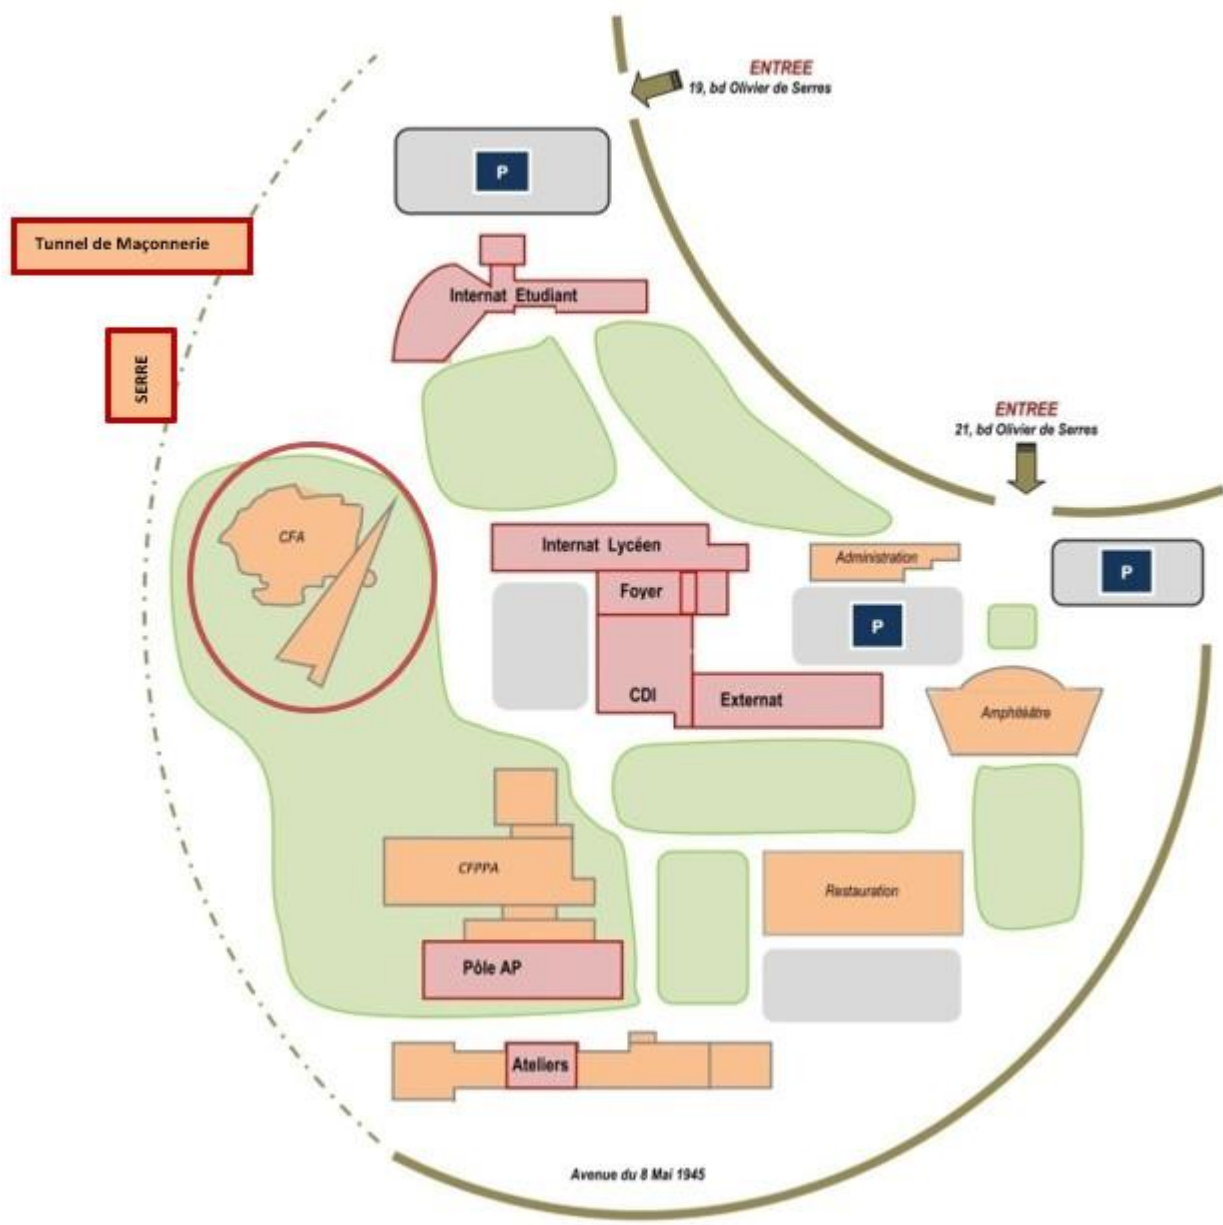 ENTREE
19, bd Olivier de Serres
P
Tunnel de Maçonnerie
Internat Etudiant
SERRE
ENTREE
21, bd Olivier de Serres
CFA
Internat Lycéen
Administration
P
Foyer
P
CDI
Externat
Amphitéâtre
CFPPA
Restauration
Pôle AP
Ateliers
Avenue du 8 Mai 1945